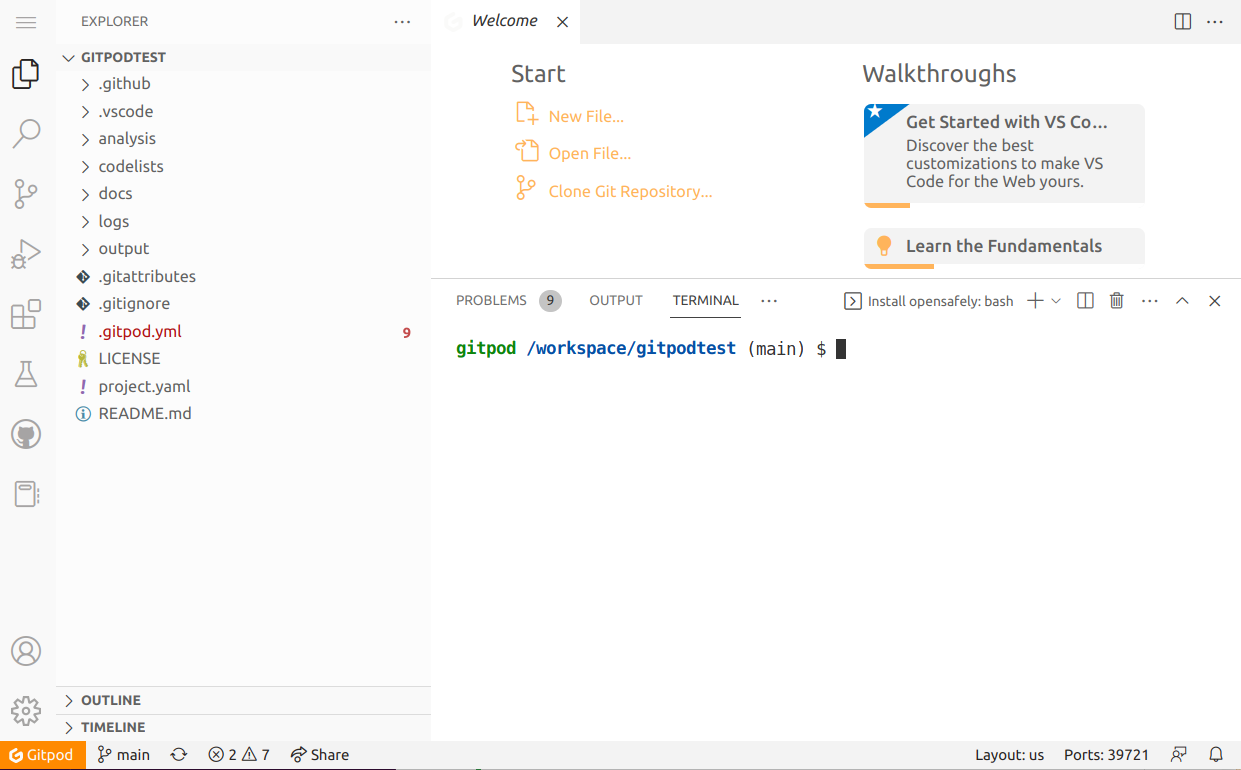 EXPLORER
GITPODTEST
.github
.vscode
analysis
codelists
docs
logs
output
.gitattributes
.gitignore
.gitpod.yml 9
LICENSE
project.yaml
README.md
OUTLINE
TIMELINE
Welcome
Start
New File...
Open File...
Clone Git Repository...
Walkthroughs
Get Started with VS Co...
Discover the best
customizations to make VS
Code for the Web yours.
Learn the Fundamentals
PROBLEMS 9 OUTPUT TERMINAL Install opensafely: bash
gitpod /workspace/gitpodtest (main) $
Gitpod main 2 7 Share Layout: us Ports: 39721